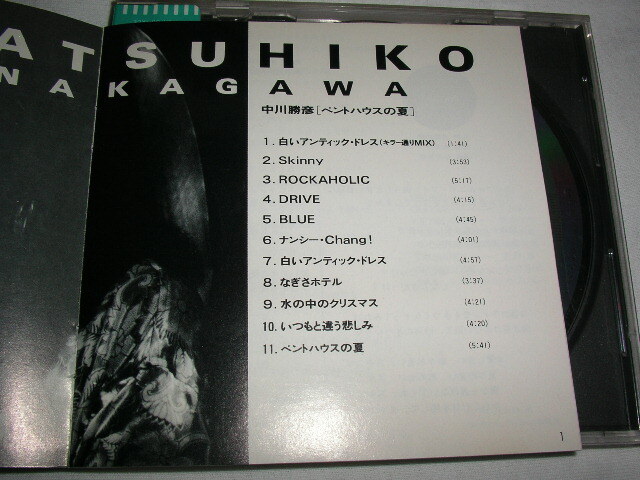 ATSUHIKO
NAKAGAWA
中川勝彦[ペントハウスの夏]
1. 白いアンティック・ドレス(キラー通りMIX) (1:41)
2. Skinny (3:53)
3. ROCKAHOLIC (5:17)
4. DRIVE (4:15)
5. BLUE (4:45)
6. ナンシー・Chang! (4:01)
7. 白いアンティック・ドレス (4:57)
8. なぎさホテル (3:37)
9. 水の中のクリスマス (4:21)
10. いつもと違う悲しみ (4:20)
11. ペントハウスの夏 (5:41)
1